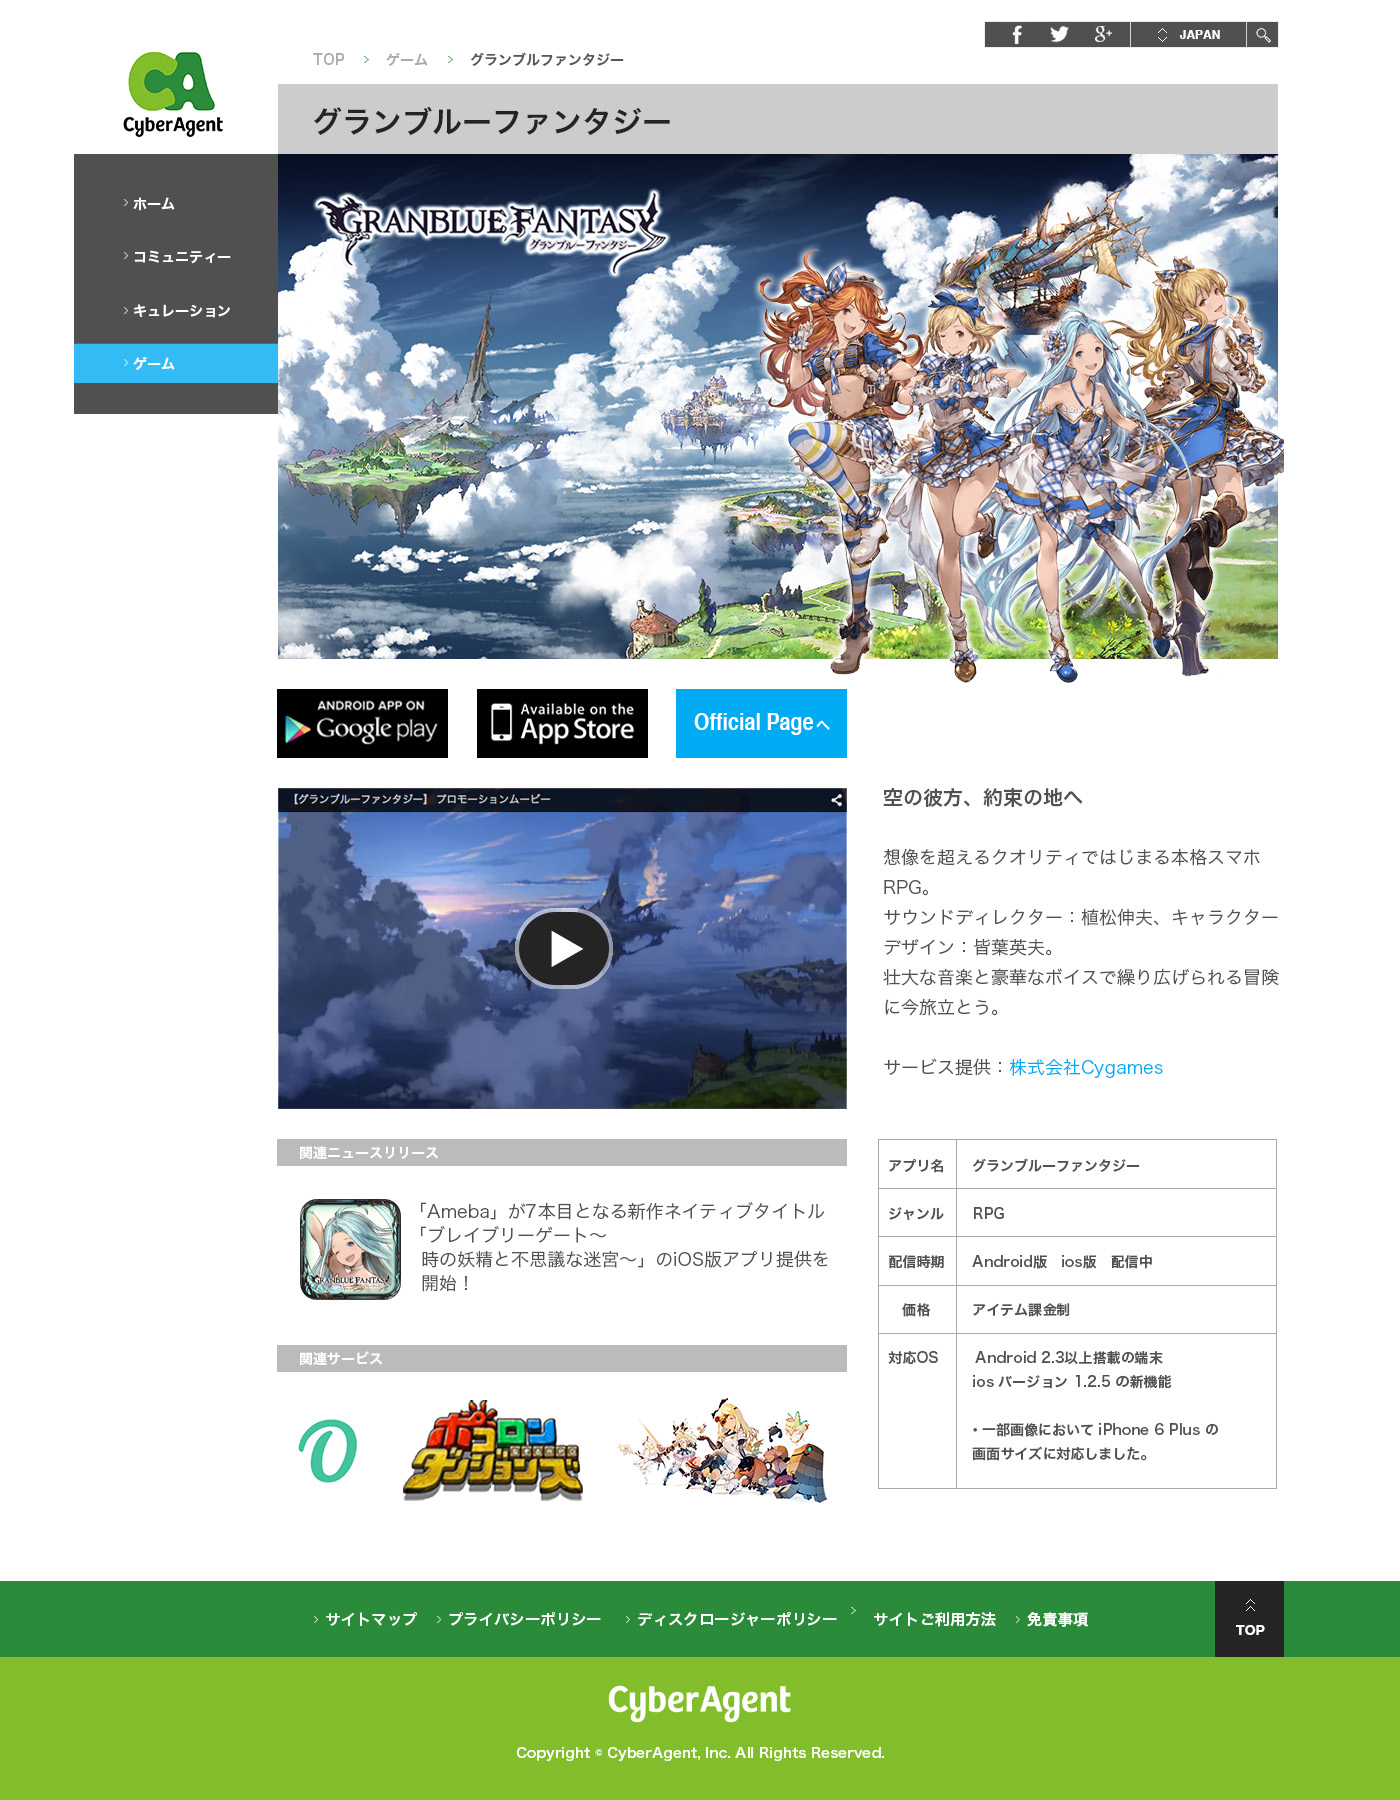 JAPAN
CyberAgent
TOP
ゲーム
グランブルーファンタジー
グランブルーファンタジー
ホーム
コミュニティー
キュレーション
ゲーム
GRANBLUE FANTASY
グランブルーファンタジー
ANDROID APP ON
Google play
Available on the
App Store
Official Pageへ
【グランブルーファンタジー】 プロモーションムービー
空の彼方、約束の地へ
想像を超えるクオリティではじまる本格スマホ
RPG。
サウンドディレクター：植松伸夫、キャラクター
デザイン：皆葉英夫。
壮大な音楽と豪華なボイスで繰り広げられる冒険
に今旅立とう。
サービス提供：株式会社Cygames
関連ニュースリリース
GRANBLUE FANTASY
「Ameba」が7本目となる新作ネイティブタイトル
「ブレイブリーゲート～
時の妖精と不思議な迷宮～」のiOS版アプリ提供を
開始！
アプリ名 グランブルーファンタジー
ジャンル RPG
配信時期 Android版 ios版 配信中
価格 アイテム課金制
対応OS Android 2.3以上搭載の端末
ios バージョン 1.2.5 の新機能
・一部画像において iPhone 6 Plus の
画面サイズに対応しました。
関連サービス
ポコロン
ダンジョンズ
サイトマップ
プライバシーポリシー
ディスクロージャーポリシー
サイトご利用方法
免責事項
TOP
CyberAgent
Copyright © CyberAgent, Inc. All Rights Reserved.